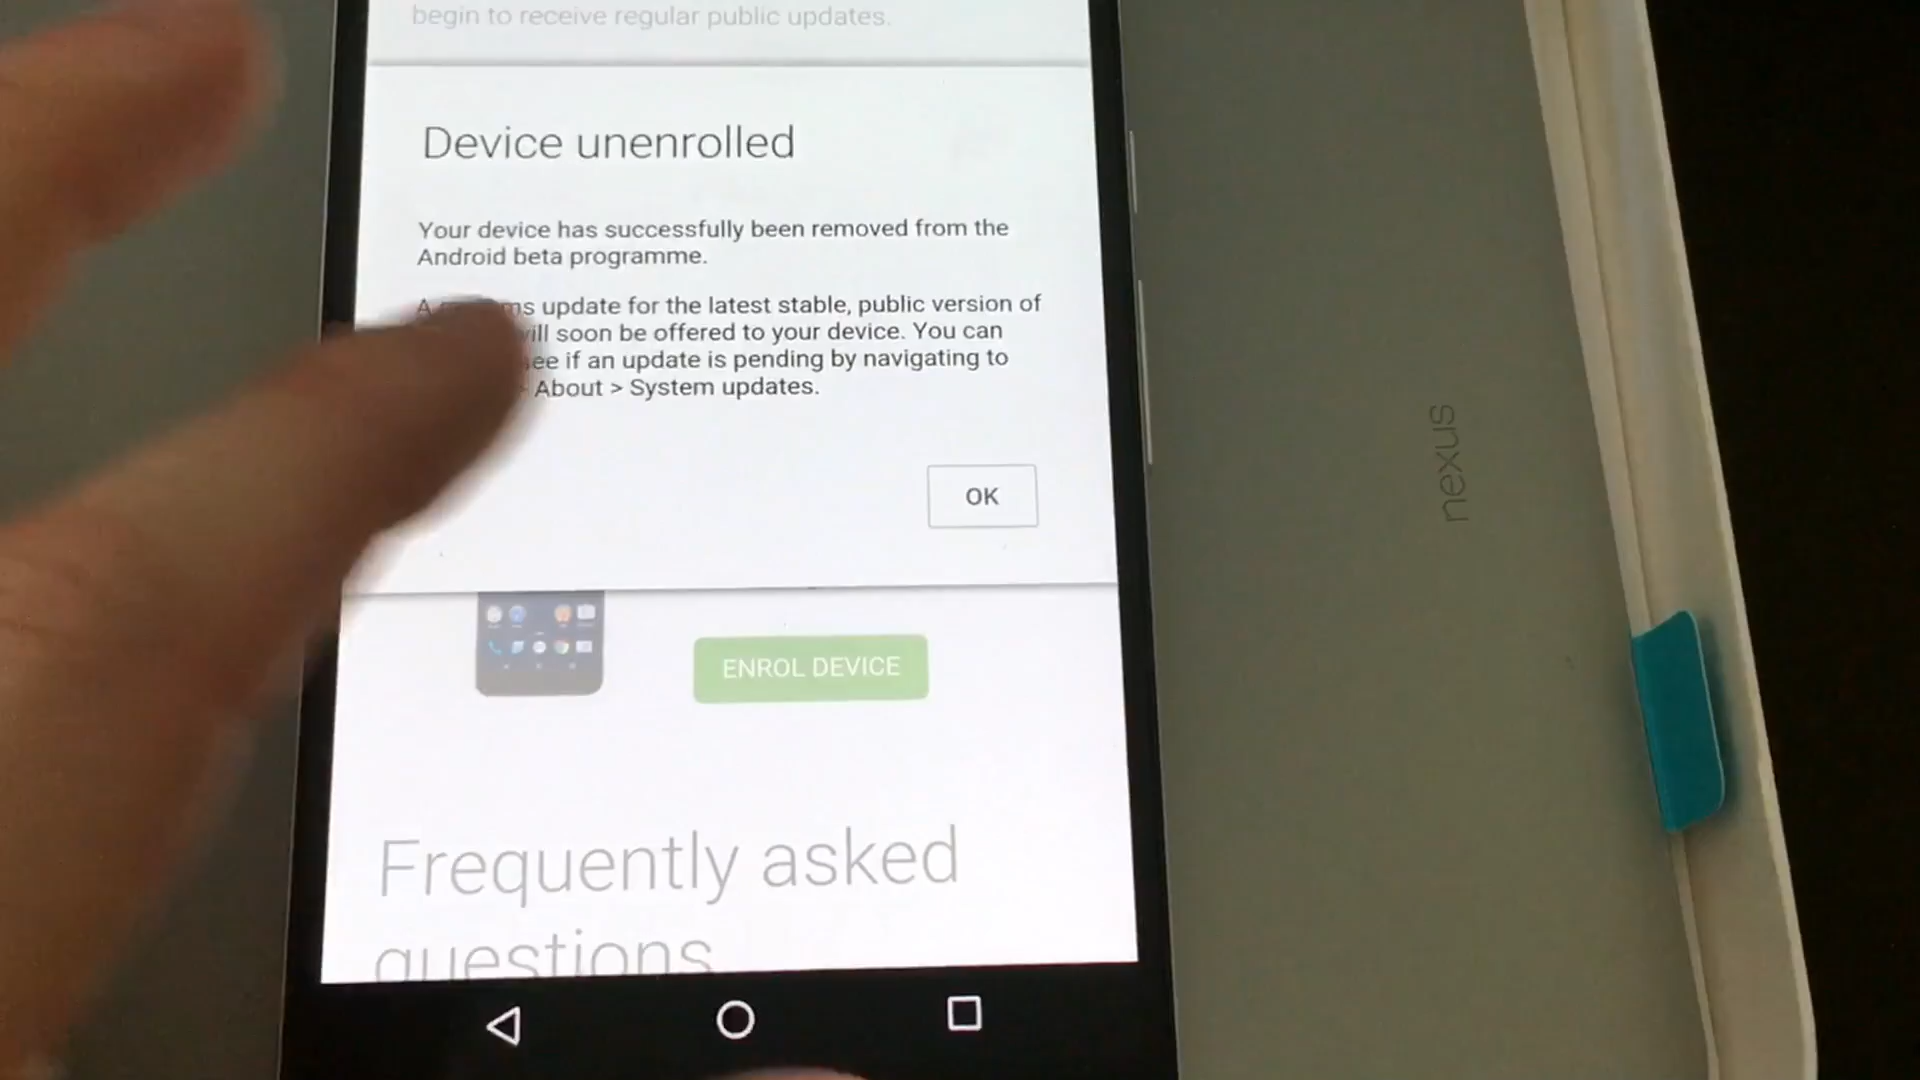 begin to receive regular public updates.
Device unenrolled
Your device has successfully been removed from the
Android beta programme.
A update for the latest stable, public version of
will soon be offered to your device. You can
see if an update is pending by navigating to
> About > System updates.
OK
ENROL DEVICE
Frequently asked
questions
nexus